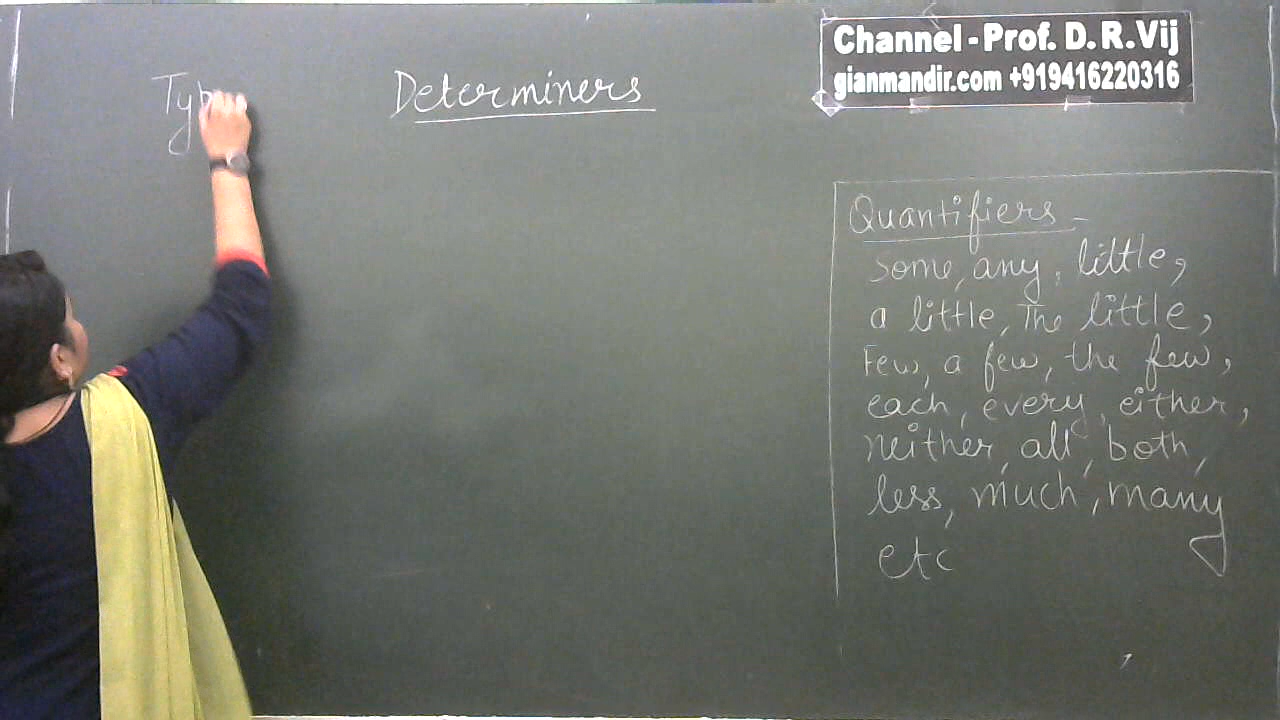 Channel - Prof. D. R. Vij
gianmandir.com +919416220316
Typ
Determiners
Quantifiers -
some, any, little,
a little, The little,
Few, a few, the few,
each, every, either,
neither, all, both,
less, much, many
etc